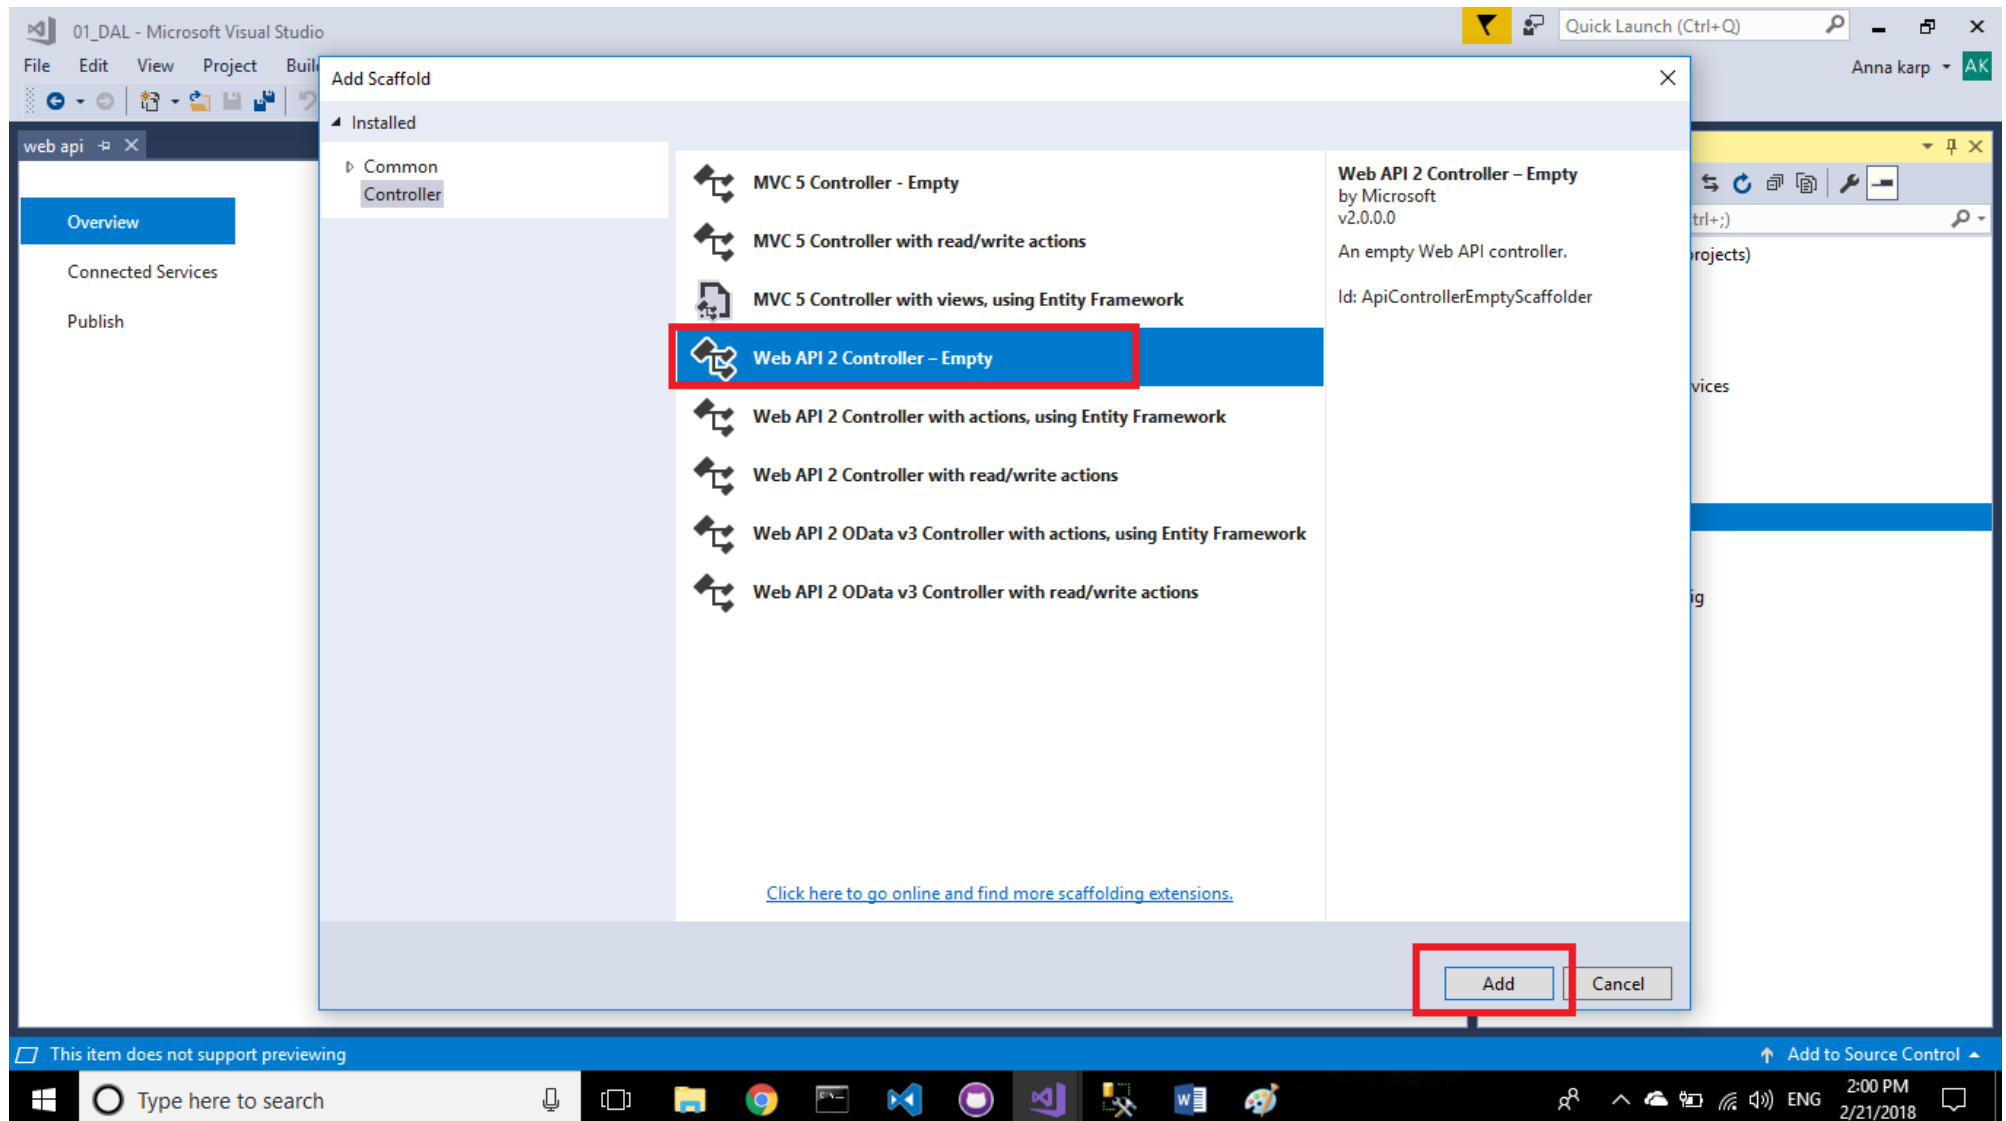 01_DAL - Microsoft Visual Studio
Quick Launch (Ctrl+Q)
File Edit View Project Buil
Anna karp AK
Add Scaffold
Installed
web api
Common
Controller
MVC 5 Controller - Empty
MVC 5 Controller with read/write actions
MVC 5 Controller with views, using Entity Framework
Web API 2 Controller – Empty
Web API 2 Controller with actions, using Entity Framework
Web API 2 Controller with read/write actions
Web API 2 OData v3 Controller with actions, using Entity Framework
Web API 2 OData v3 Controller with read/write actions
Click here to go online and find more scaffolding extensions.
Web API 2 Controller – Empty
by Microsoft
v2.0.0.0
An empty Web API controller.
Id: ApiControllerEmptyScaffolder
Overview
Connected Services
Publish
trl+;)
rojects)
vices
ig
Add
Cancel
This item does not support previewing
Add to Source Control
Type here to search
ENG
2:00 PM
2/21/2018